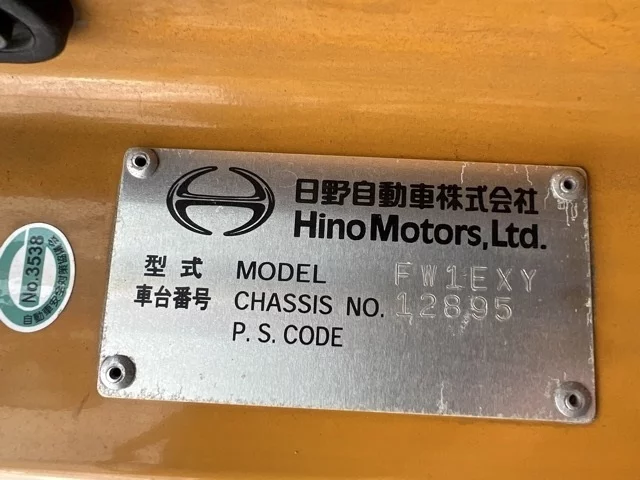 日野自動車株式会社
Hino Motors, Ltd.
型式 MODEL FW1EXY
車台番号 CHASSIS NO. 12895
P. S. CODE
No.3538